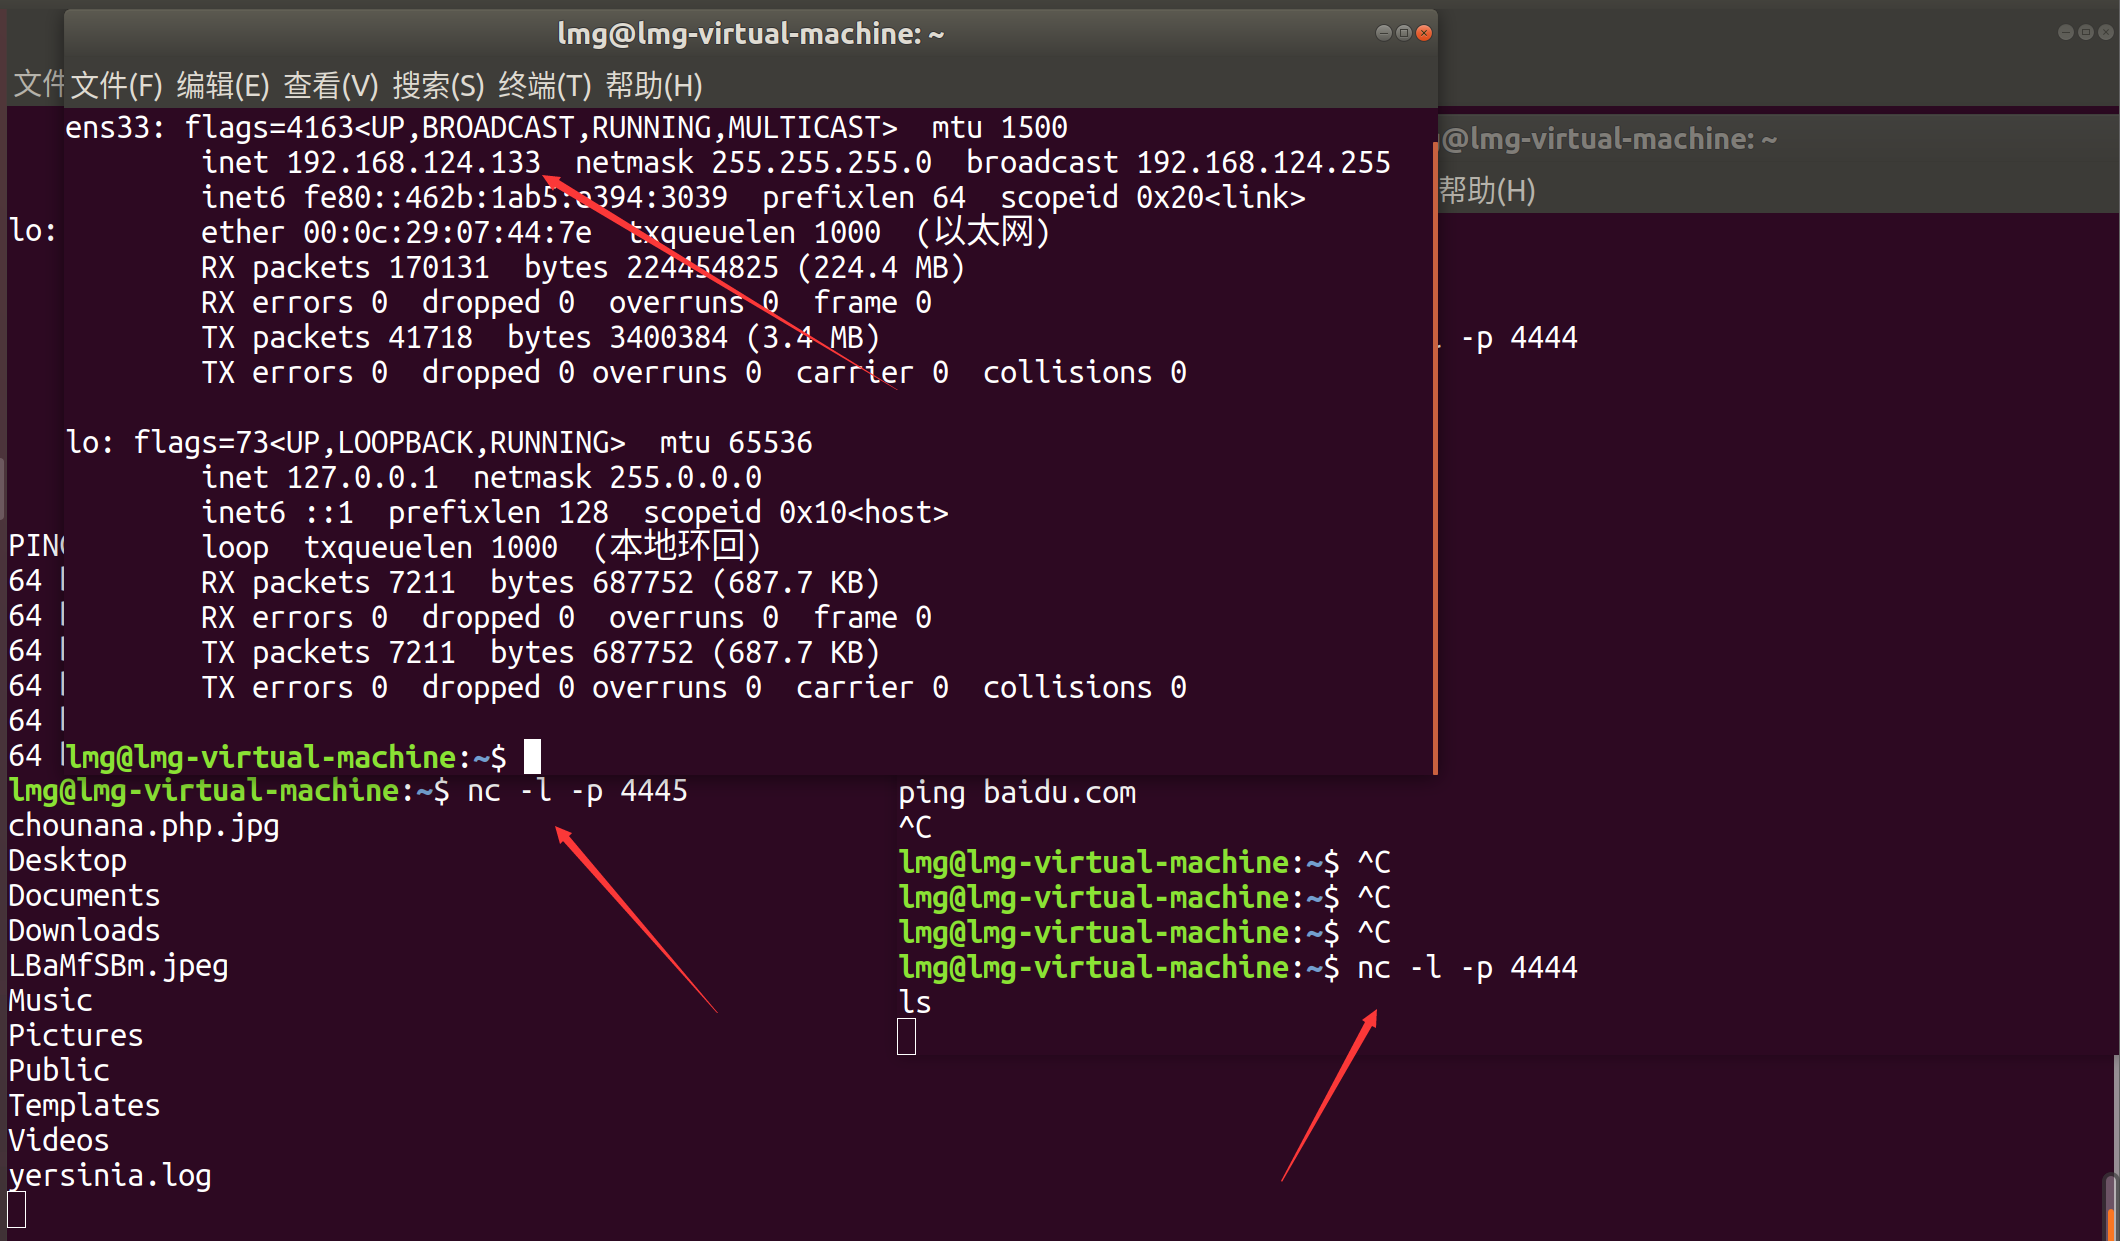 lmg@lmg-virtual-machine: ~
文件(F) 编辑(E) 查看(V) 搜索(S) 终端(T) 帮助(H)
ens33: flags=4163<UP,BROADCAST,RUNNING,MULTICAST>  mtu 1500
inet 192.168.124.133  netmask 255.255.255.0  broadcast 192.168.124.255
inet6 fe80::462b:1ab5:e394:3039  prefixlen 64  scopeid 0x20<link>
ether 00:0c:29:07:44:7e  txqueuelen 1000  (以太网)
RX packets 170131  bytes 224454825 (224.4 MB)
RX errors 0  dropped 0  overruns 0  frame 0
TX packets 41718  bytes 3400384 (3.4 MB)
TX errors 0  dropped 0 overruns 0  carrier 0  collisions 0
lo: flags=73<UP,LOOPBACK,RUNNING>  mtu 65536
inet 127.0.0.1  netmask 255.0.0.0
inet6 ::1  prefixlen 128  scopeid 0x10<host>
loop  txqueuelen 1000  (本地环回)
RX packets 7211  bytes 687752 (687.7 KB)
RX errors 0  dropped 0  overruns 0  frame 0
TX packets 7211  bytes 687752 (687.7 KB)
TX errors 0  dropped 0 overruns 0  carrier 0  collisions 0
lmg@lmg-virtual-machine:~$
文件
lo:
PING
64
64
64
64
64
64
lmg@lmg-virtual-machine:~$ nc -l -p 4445
chounana.php.jpg
Desktop
Documents
Downloads
LBaMfSBm.jpeg
Music
Pictures
Public
Templates
Videos
yersinia.log
@lmg-virtual-machine: ~
帮助(H)
-p 4444
ping baidu.com
^C
lmg@lmg-virtual-machine:~$ ^C
lmg@lmg-virtual-machine:~$ ^C
lmg@lmg-virtual-machine:~$ ^C
lmg@lmg-virtual-machine:~$ nc -l -p 4444
ls